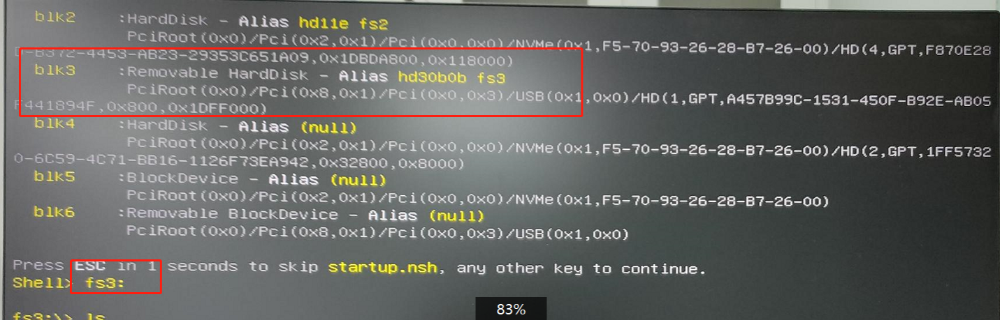 blk2 :HardDisk - Alias hd11e fs2
PciRoot(0x0)/Pci(0x2,0x1)/Pci(0x0,0x0)/NVMe(0x1,F5-70-93-26-28-B7-26-00)/HD(4,GPT,F870E28
D-B372-4453-AB23-29353C651A09,0x1DBDA800,0x118000)
blk3 :Removable HardDisk - Alias hd30b0b fs3
PciRoot(0x0)/Pci(0x8,0x1)/Pci(0x0,0x3)/USB(0x1,0x0)/HD(1,GPT,A457B99C-1531-450F-B92E-AB05
F441894F,0x800,0x1DFF000)
blk4 :HardDisk - Alias (null)
PciRoot(0x0)/Pci(0x2,0x1)/Pci(0x0,0x0)/NVMe(0x1,F5-70-93-26-28-B7-26-00)/HD(2,GPT,1FF5732
0-6C59-4C71-BB16-1126F73EA942,0x32800,0x8000)
blk5 :BlockDevice - Alias (null)
PciRoot(0x0)/Pci(0x2,0x1)/Pci(0x0,0x0)/NVMe(0x1,F5-70-93-26-28-B7-26-00)
blk6 :Removable BlockDevice - Alias (null)
PciRoot(0x0)/Pci(0x8,0x1)/Pci(0x0,0x3)/USB(0x1,0x0)
Press ESC in 1 seconds to skip startup.nsh, any other key to continue.
Shell> fs3:
83%
fs3:\> ls